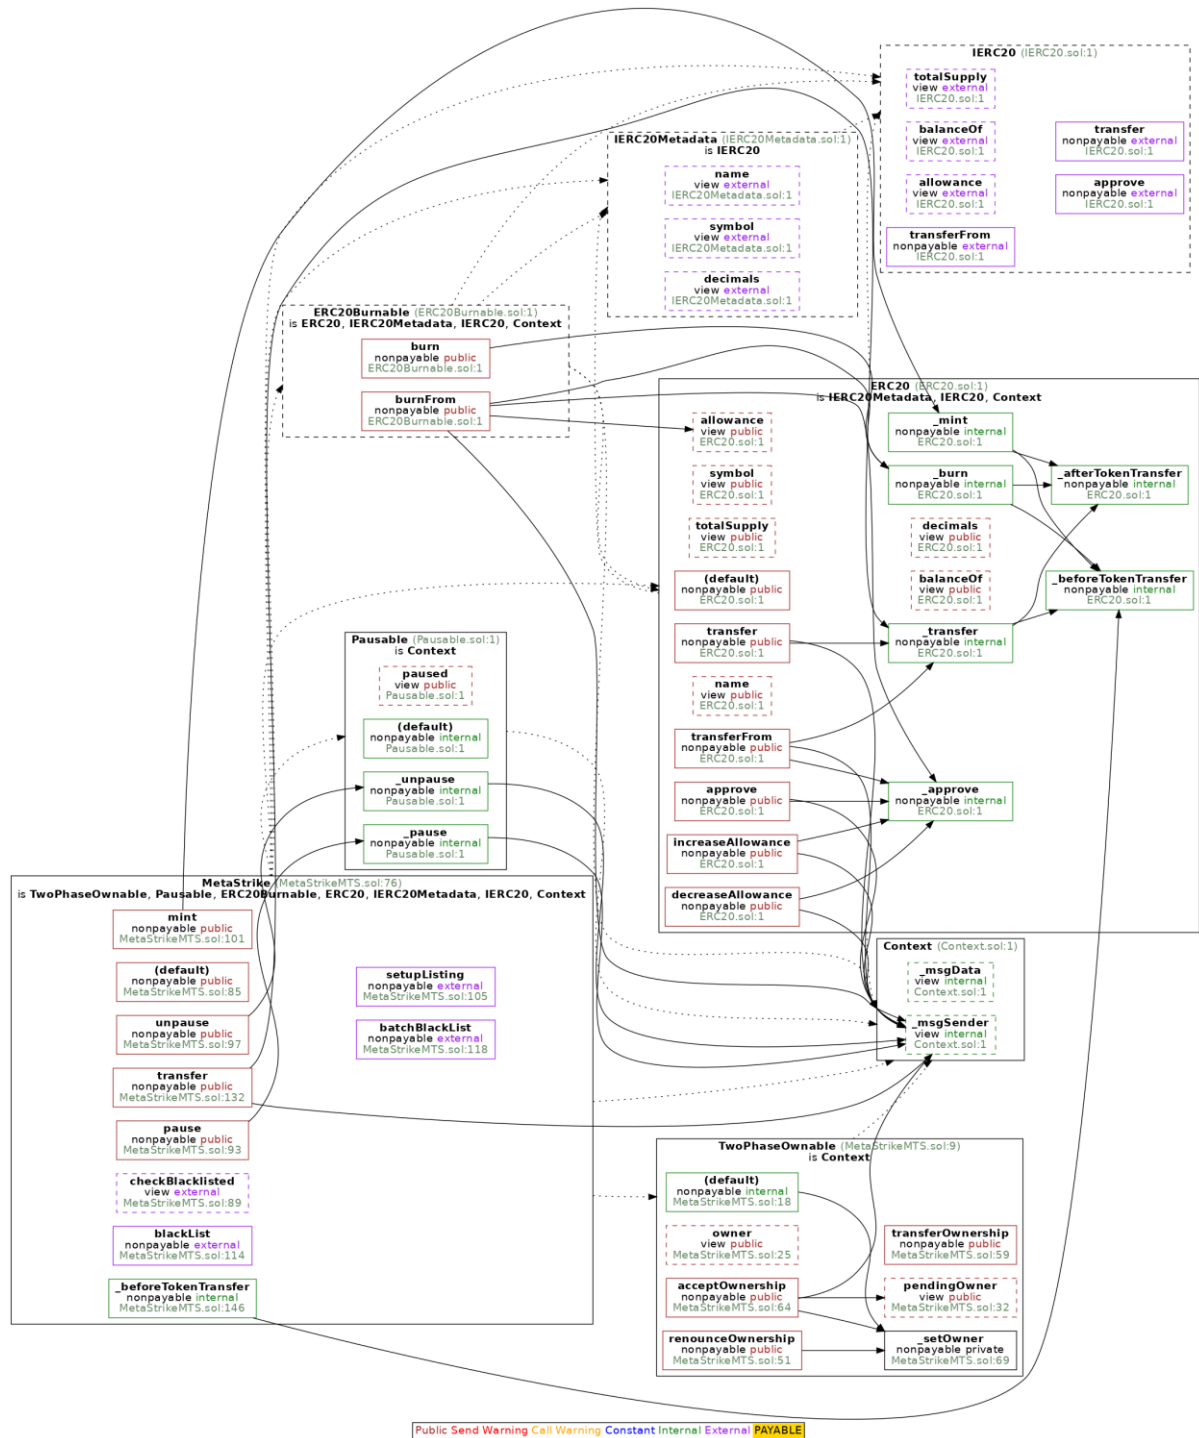 IERC20 (IERC20.sol:1)
totalSupply
view external
IERC20.sol:1
balanceOf
view external
IERC20.sol:1
transfer
nonpayable external
IERC20.sol:1
allowance
view external
IERC20.sol:1
approve
nonpayable external
IERC20.sol:1
transferFrom
nonpayable external
IERC20.sol:1
IERC20Metadata (IERC20Metadata.sol:1)
is IERC20
name
view external
IERC20Metadata.sol:1
symbol
view external
IERC20Metadata.sol:1
decimals
view external
IERC20Metadata.sol:1
ERC20Burnable (ERC20Burnable.sol:1)
is ERC20, IERC20Metadata, IERC20, Context
burn
nonpayable public
ERC20Burnable.sol:1
burnFrom
nonpayable public
ERC20Burnable.sol:1
ERC20 (ERC20.sol:1)
is IERC20Metadata, IERC20, Context
allowance
view public
ERC20.sol:1
_mint
nonpayable internal
ERC20.sol:1
symbol
view public
ERC20.sol:1
_burn
nonpayable internal
ERC20.sol:1
_afterTokenTransfer
nonpayable internal
ERC20.sol:1
totalSupply
view public
ERC20.sol:1
decimals
view public
ERC20.sol:1
(default)
nonpayable public
ERC20.sol:1
balanceOf
view public
ERC20.sol:1
_beforeTokenTransfer
nonpayable internal
ERC20.sol:1
transfer
nonpayable public
ERC20.sol:1
_transfer
nonpayable internal
ERC20.sol:1
name
view public
ERC20.sol:1
transferFrom
nonpayable public
ERC20.sol:1
approve
nonpayable public
ERC20.sol:1
_approve
nonpayable internal
ERC20.sol:1
increaseAllowance
nonpayable public
ERC20.sol:1
decreaseAllowance
nonpayable public
ERC20.sol:1
Pausable (Pausable.sol:1)
is Context
paused
view public
Pausable.sol:1
(default)
nonpayable internal
Pausable.sol:1
_unpause
nonpayable internal
Pausable.sol:1
_pause
nonpayable internal
Pausable.sol:1
MetaStrike (MetaStrikeMTS.sol:76)
is TwoPhaseOwnable, Pausable, ERC20Burnable, ERC20, IERC20Metadata, IERC20, Context
mint
nonpayable public
MetaStrikeMTS.sol:101
(default)
nonpayable public
MetaStrikeMTS.sol:85
setupListing
nonpayable external
MetaStrikeMTS.sol:105
unpause
nonpayable public
MetaStrikeMTS.sol:97
batchBlackList
nonpayable external
MetaStrikeMTS.sol:118
transfer
nonpayable public
MetaStrikeMTS.sol:132
pause
nonpayable public
MetaStrikeMTS.sol:93
checkBlacklisted
view external
MetaStrikeMTS.sol:89
blackList
nonpayable external
MetaStrikeMTS.sol:114
_beforeTokenTransfer
nonpayable internal
MetaStrikeMTS.sol:146
Context (Context.sol:1)
_msgData
view internal
Context.sol:1
_msgSender
view internal
Context.sol:1
TwoPhaseOwnable (MetaStrikeMTS.sol:9)
is Context
(default)
nonpayable internal
MetaStrikeMTS.sol:18
owner
view public
MetaStrikeMTS.sol:25
transferOwnership
nonpayable public
MetaStrikeMTS.sol:59
acceptOwnership
nonpayable public
MetaStrikeMTS.sol:64
pendingOwner
view public
MetaStrikeMTS.sol:32
renounceOwnership
nonpayable public
MetaStrikeMTS.sol:51
_setOwner
nonpayable private
MetaStrikeMTS.sol:69
Public Send Warning Call Warning Constant Internal External PAYABLE